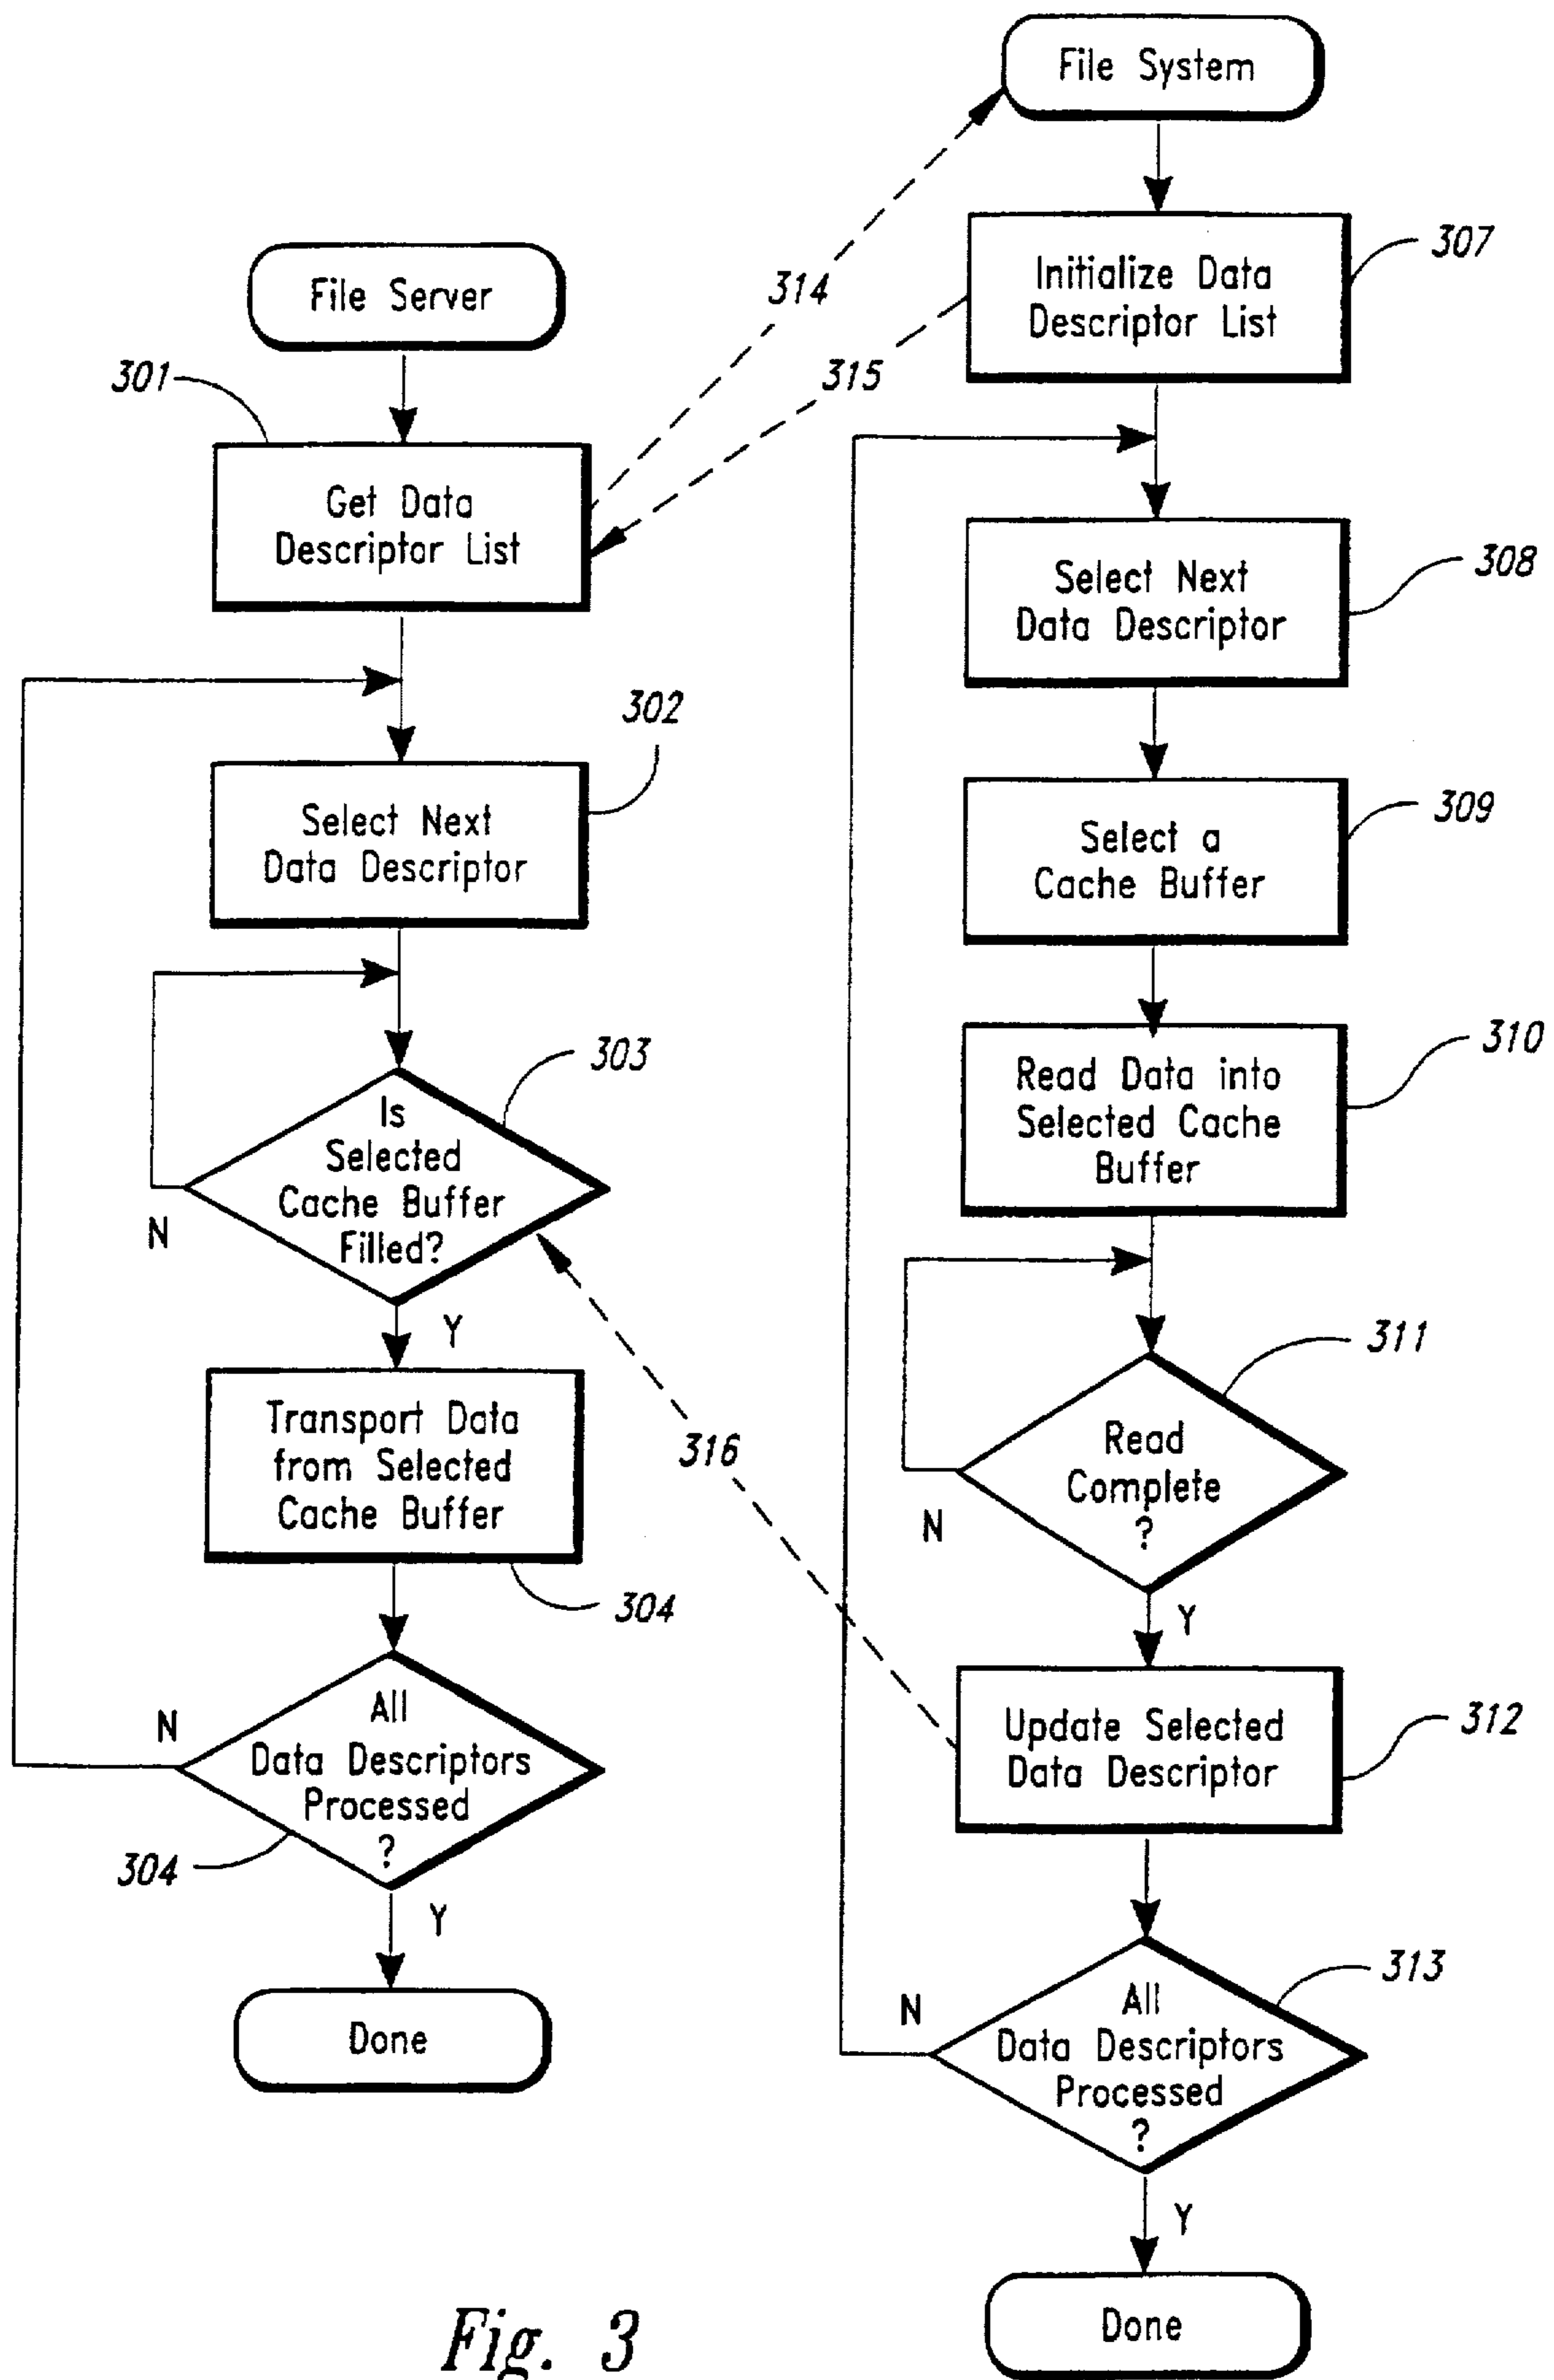 File Server
301
Get Data
Descriptor List
302
Select Next
Data Descriptor
303
Is
Selected
Cache Buffer
Filled?
N
Y
Transport Data
from Selected
Cache Buffer
304
All
Data Descriptors
Processed
?
N
304
Y
Done
314
315
316
File System
307
Initialize Data
Descriptor List
308
Select Next
Data Descriptor
309
Select a
Cache Buffer
310
Read Data into
Selected Cache
Buffer
311
Read
Complete
?
N
Y
312
Update Selected
Data Descriptor
313
All
Data Descriptors
Processed
?
N
Y
Done
Fig. 3